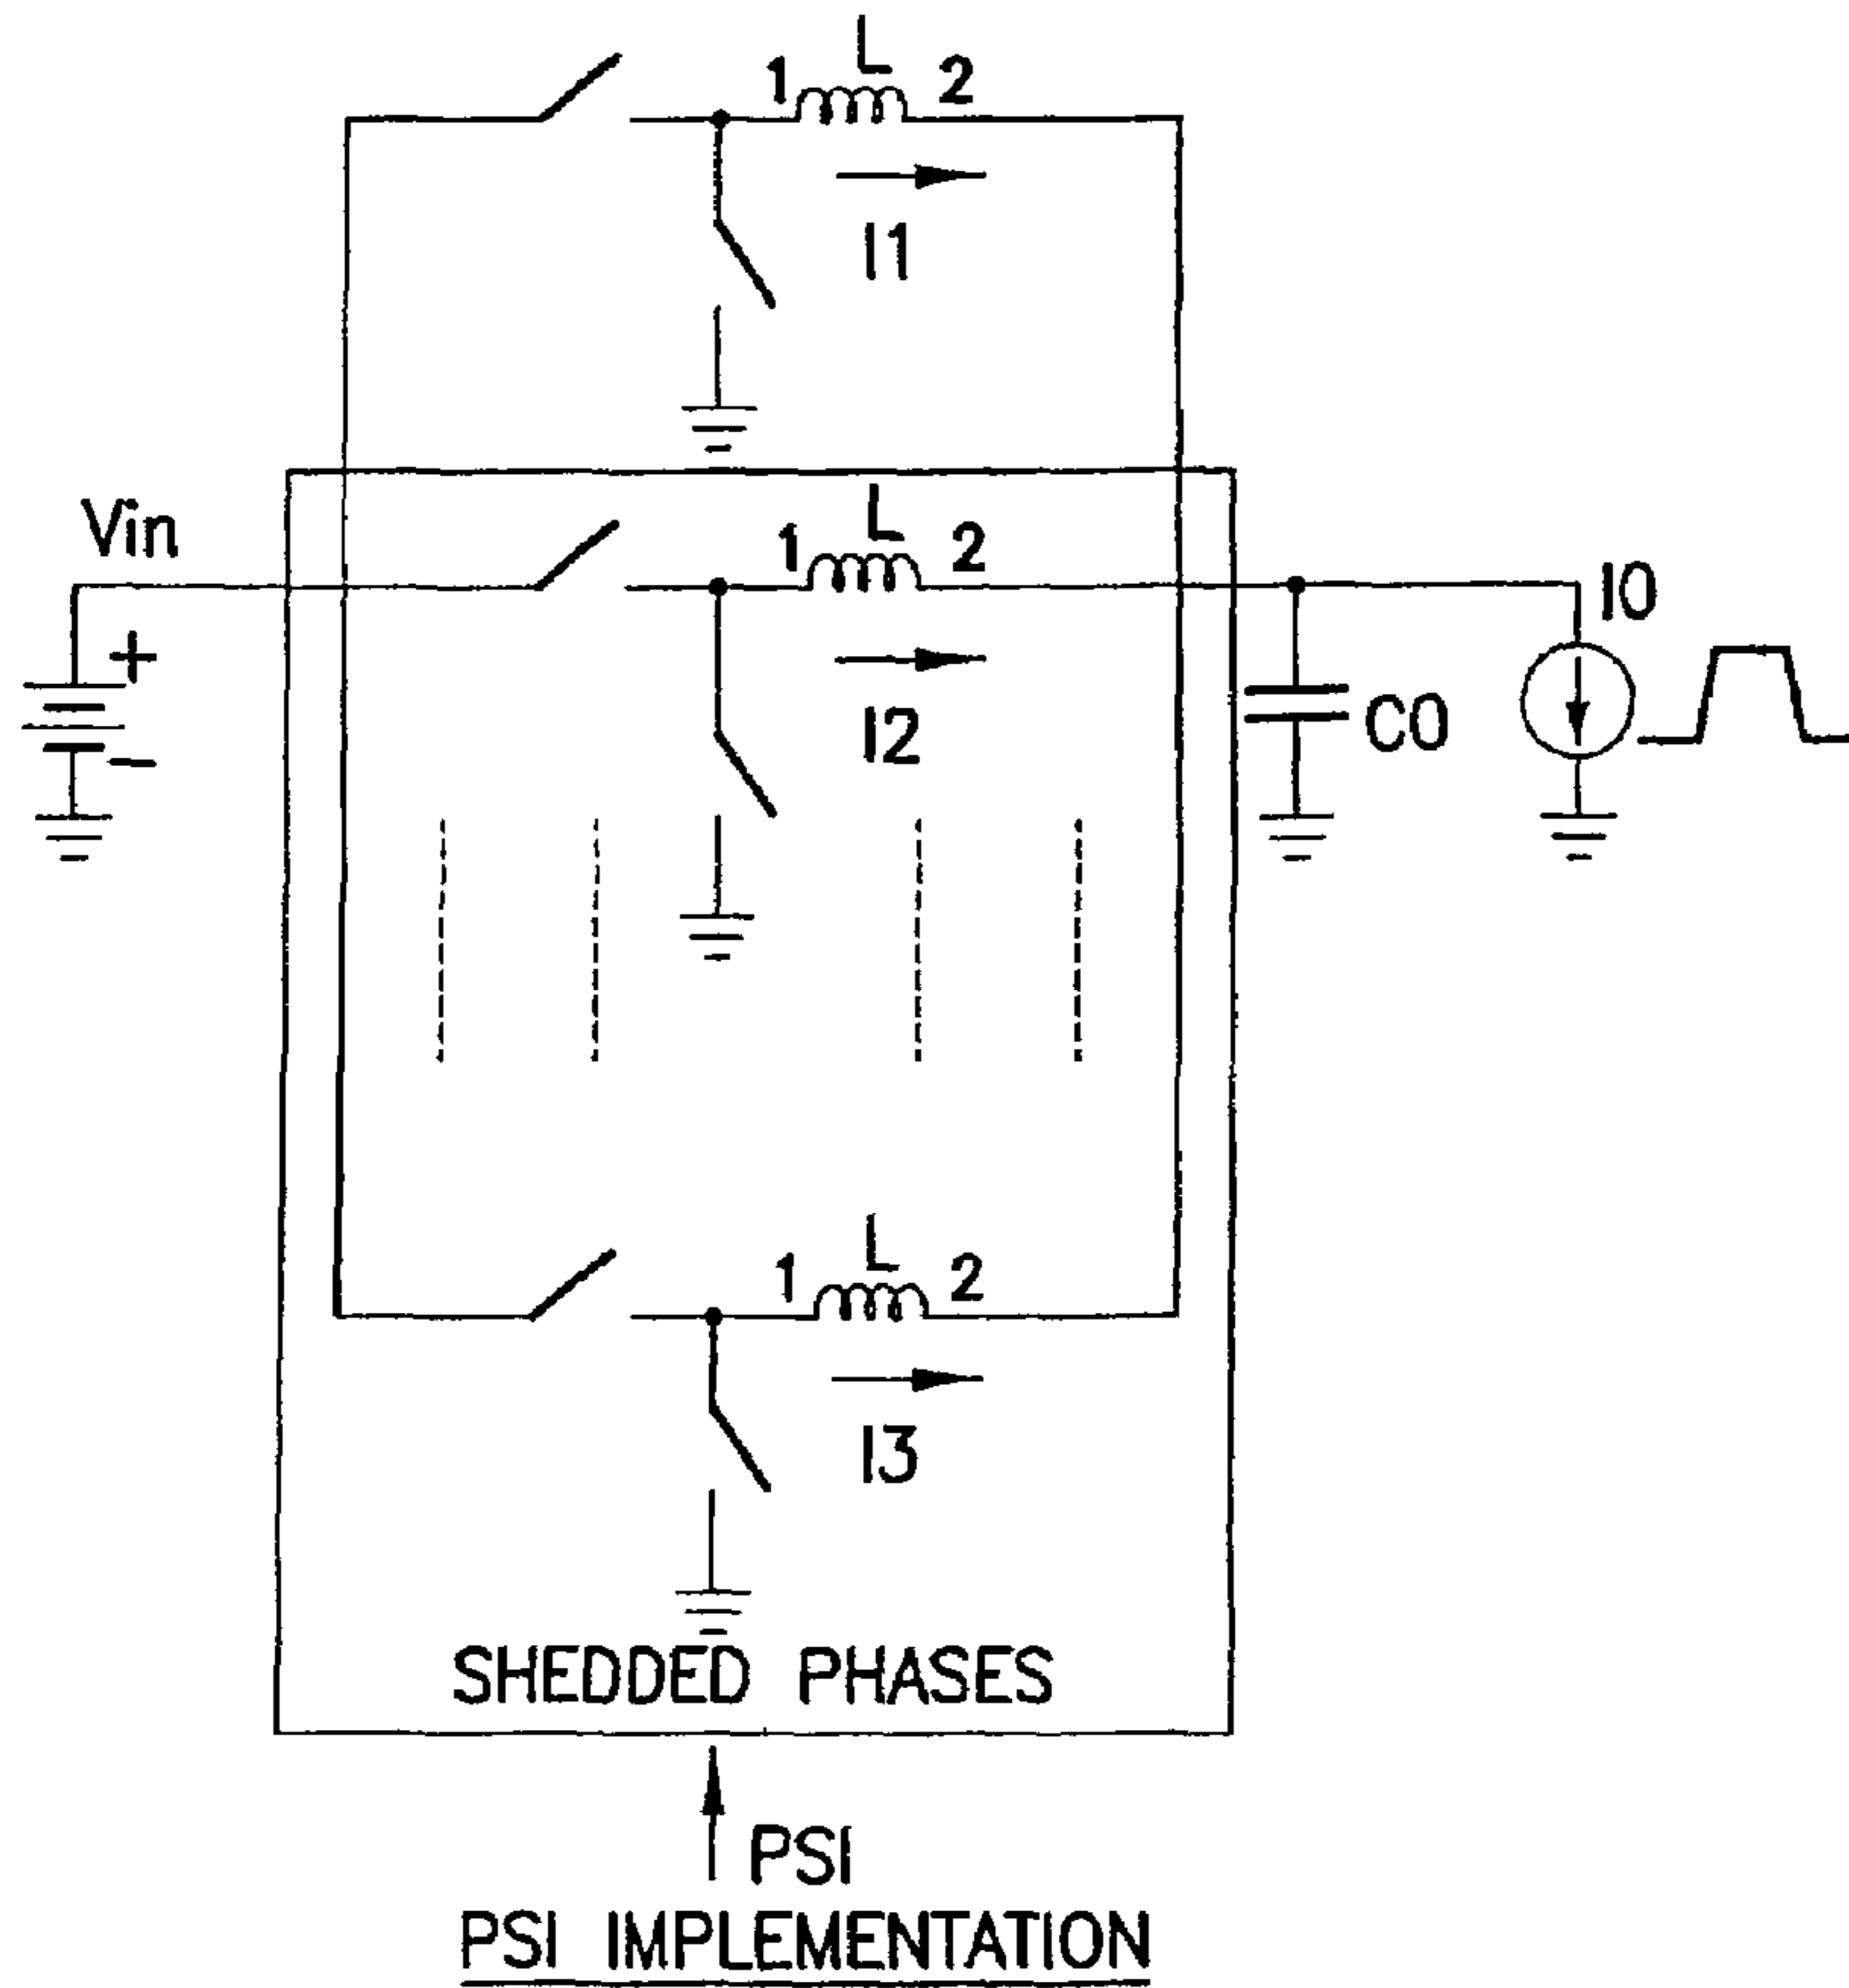 1 L 2
I1
Vin
1 L 2
I0
+
I2
C0
−
1 L 2
I3
SHEDDED PHASES
PSI
PSI IMPLEMENTATION